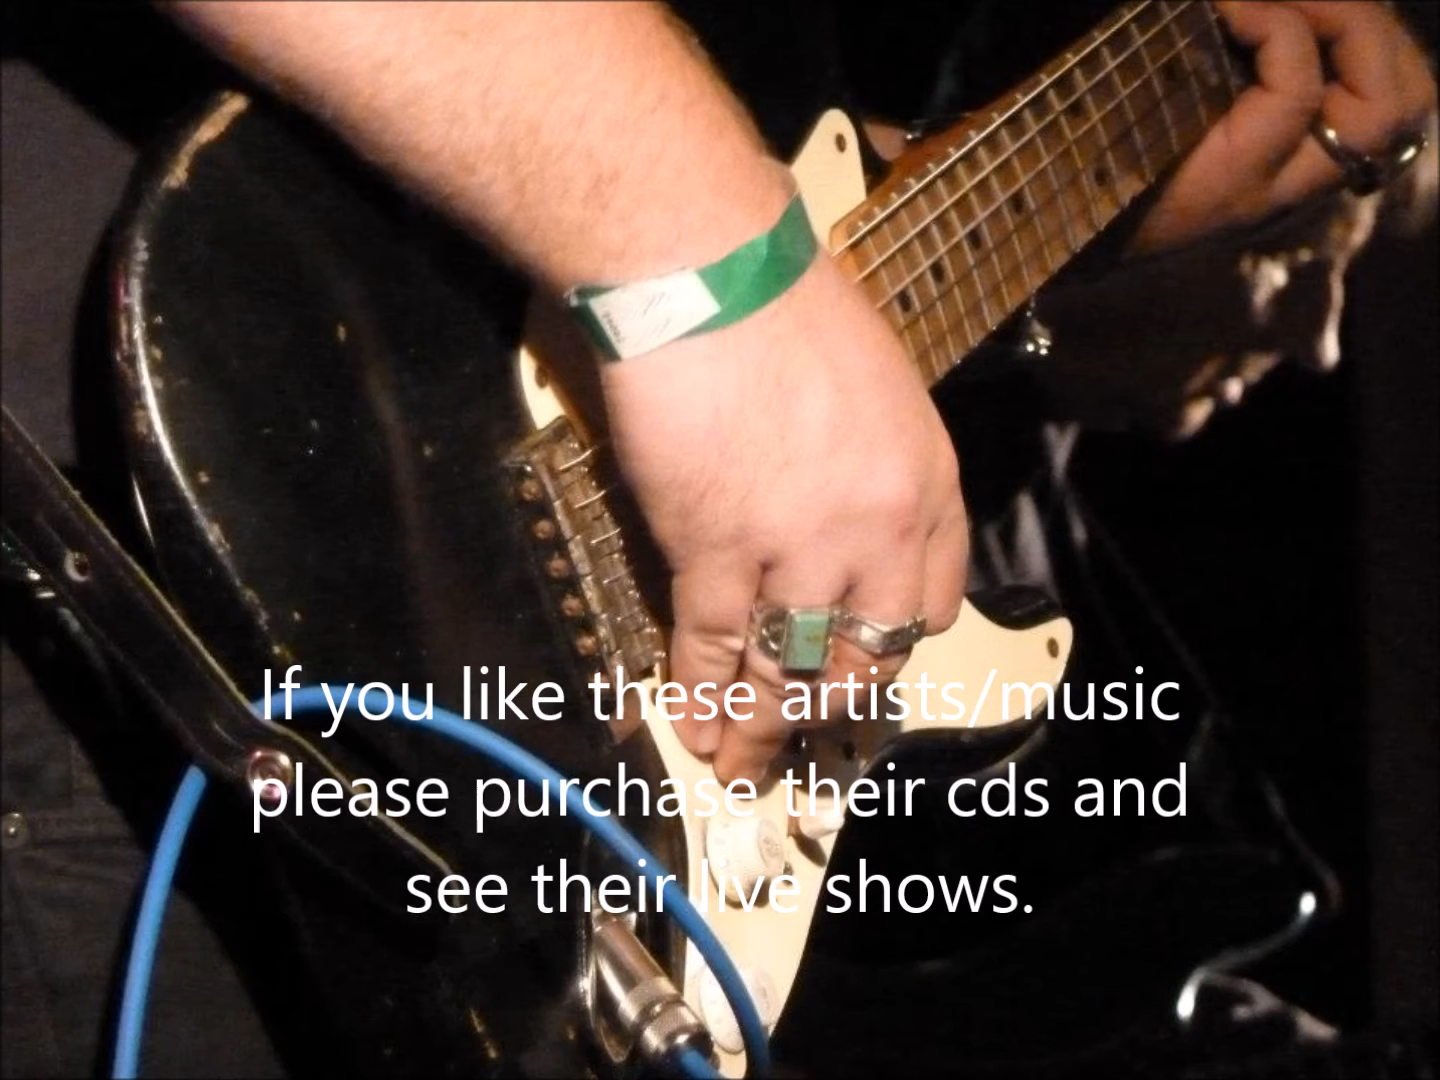 If you like these artists/music
please purchase their cds and
see their live shows.